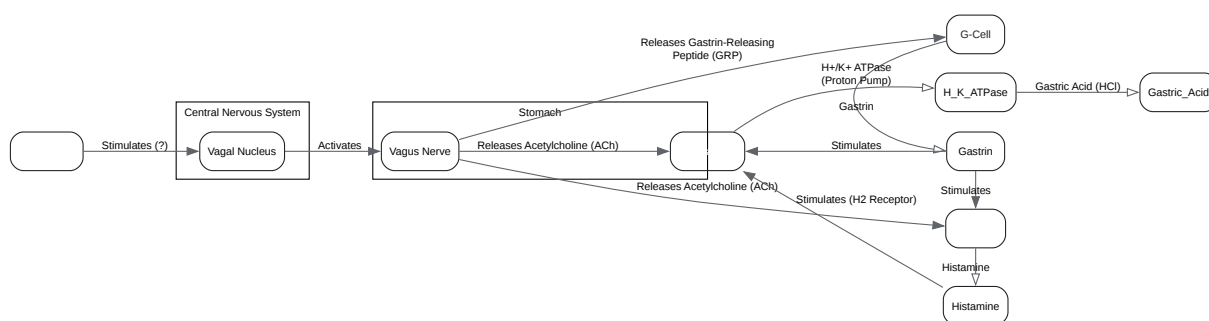 Releases Gastrin-Releasing
Peptide (GRP)
G-Cell
H+/K+ ATPase
(Proton Pump)
H_K_ATPase
Gastric Acid (HCl)
Gastric_Acid
Central Nervous System
Stomach
Gastrin
Stimulates (?)
Vagal Nucleus
Activates
Vagus Nerve
Releases Acetylcholine (ACh)
Stimulates
Gastrin
Releases Acetylcholine (ACh)
Stimulates (H2 Receptor)
Stimulates
Histamine
Histamine